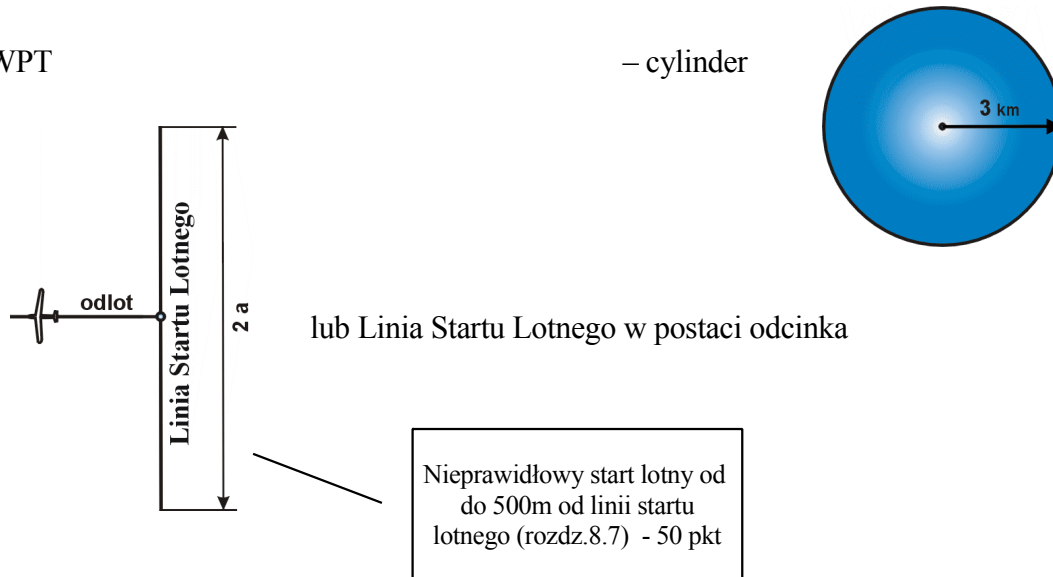 WPT
– cylinder
3 km
Linia Startu Lotnego
odlot
2 a
lub Linia Startu Lotnego w postaci odcinka
Nieprawidłowy start lotny od
do 500m od linii startu
lotnego (rozdz.8.7) - 50 pkt